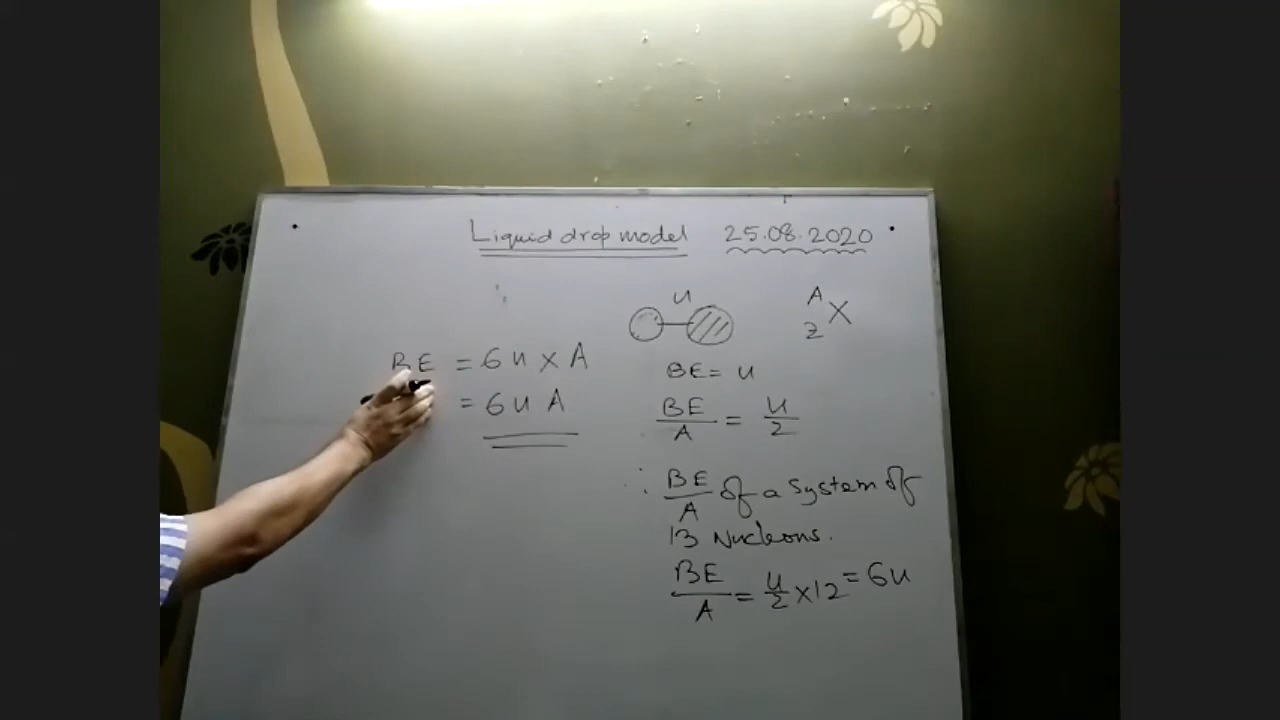 Liquid drop model 25.08.2020
U
A
Z X
BE = 6U × A
= 6U A
BE = U
BE/A = U/2
∴ BE/A of a System of
13 Nucleons.
BE/A = U/2 × 12 = 6U